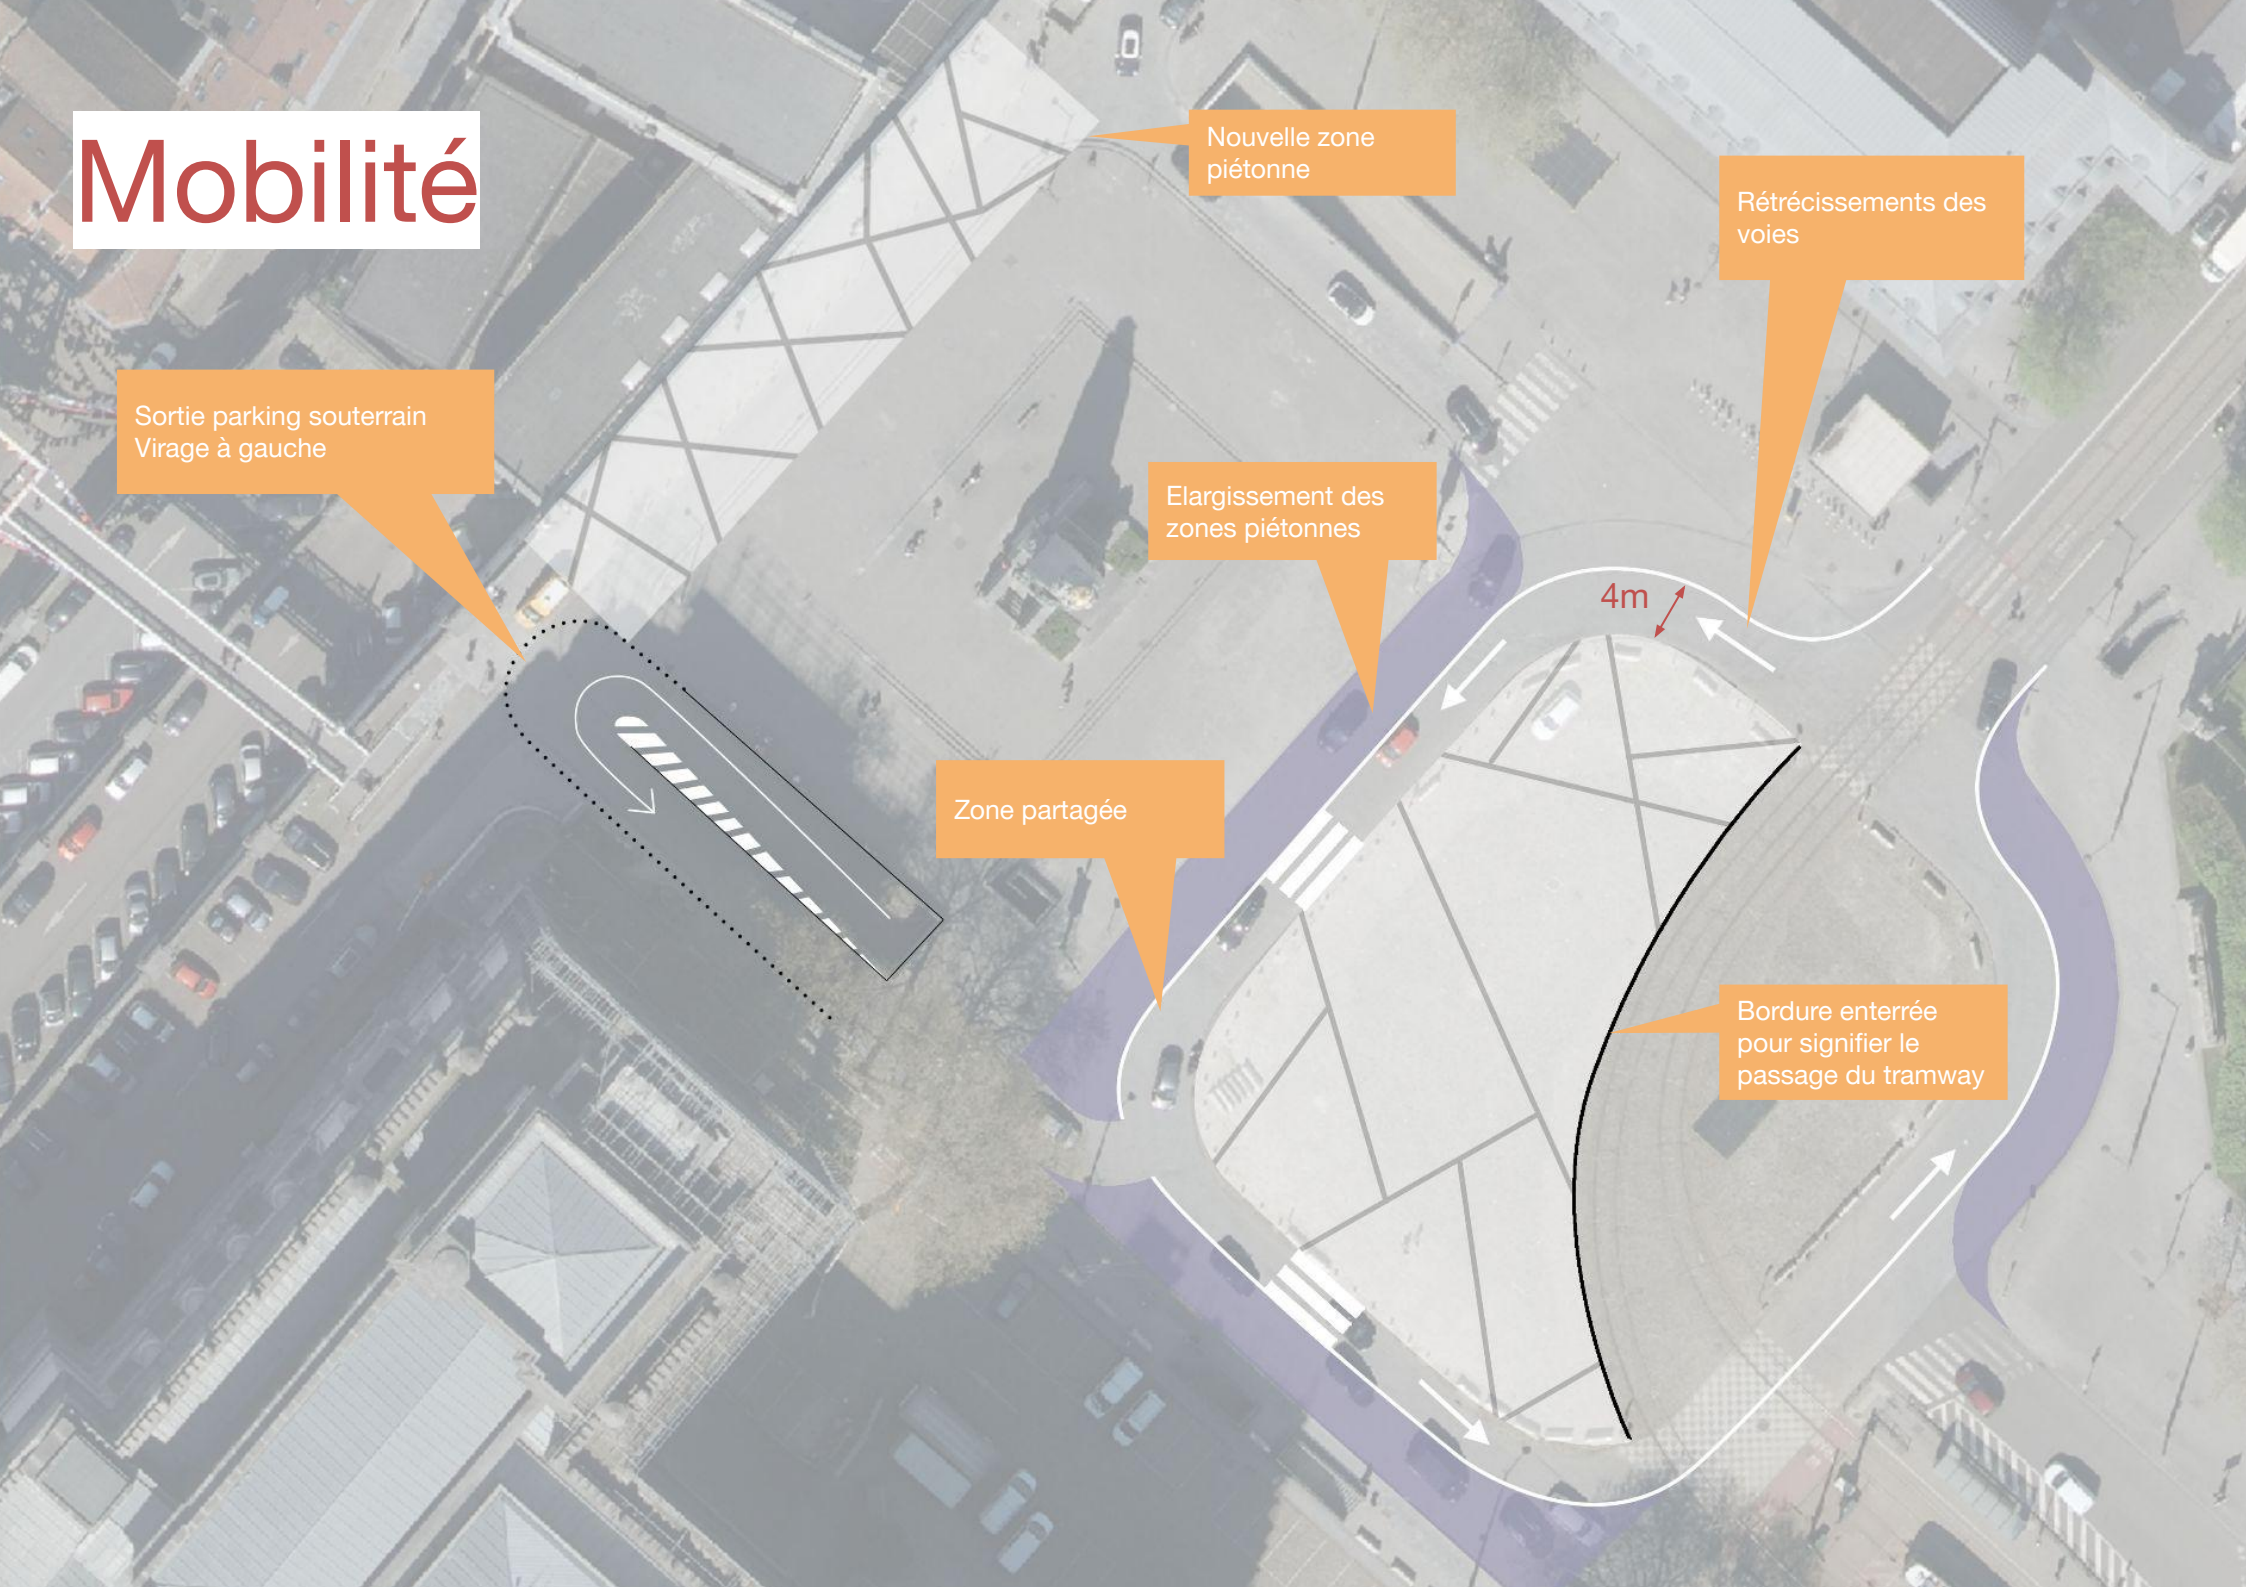 Mobilité
Nouvelle zone
piétonne
Rétrécissements des
voies
Sortie parking souterrain
Virage à gauche
Elargissement des
zones piétonnes
4m
Zone partagée
Bordure enterrée
pour signifier le
passage du tramway